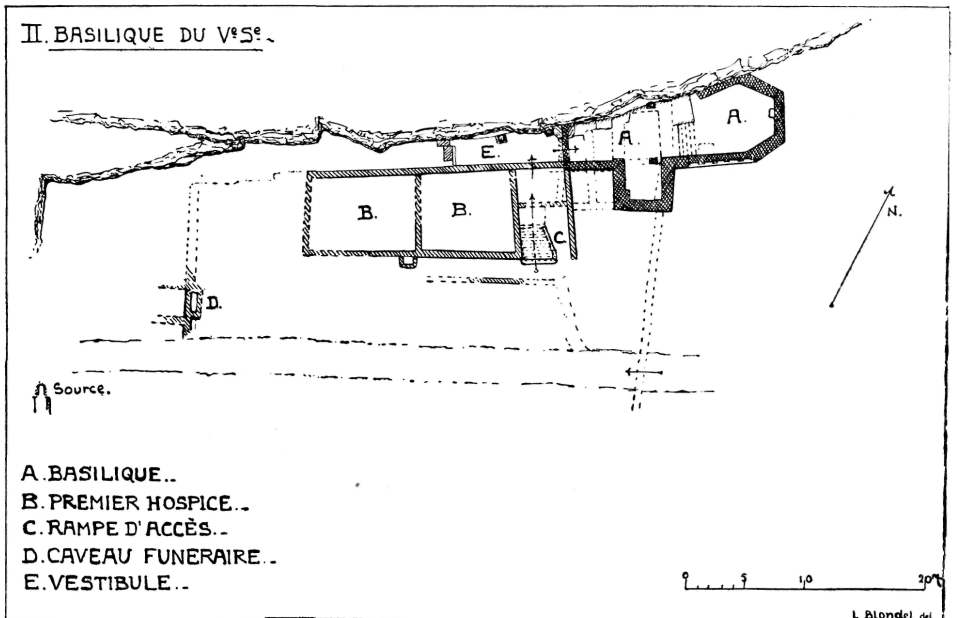 II. BASILIQUE DU Ve Se.
A.
A
E.
B.
B.
C.
N.
D.
Source.
A. BASILIQUE..
B. PREMIER HOSPICE..
C. RAMPE D'ACCÈS..
D. CAVEAU FUNERAIRE..
E. VESTIBULE..
0 5 10 20m
L Blondel del